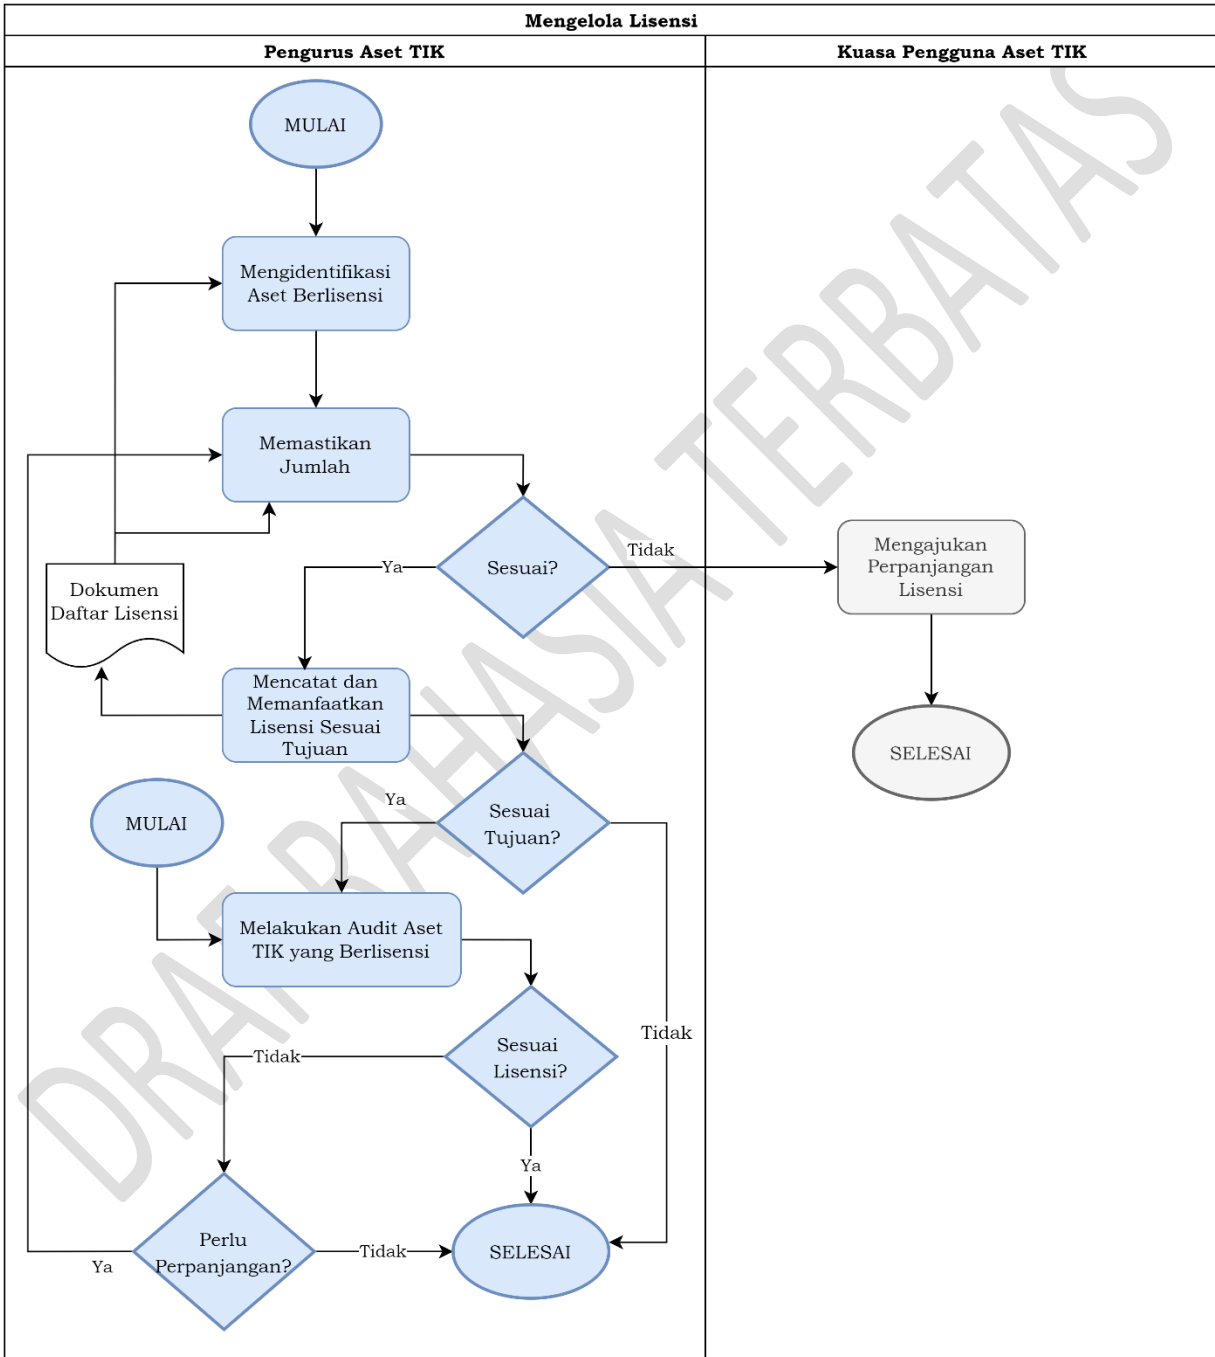 Mengelola Lisensi
Pengurus Aset TIK
Kuasa Pengguna Aset TIK
MULAI
Mengidentifikasi
Aset Berlisensi
Memastikan
Jumlah
Sesuai?
Tidak
Ya
Mengajukan
Perpanjangan
Lisensi
Dokumen
Daftar Lisensi
Mencatat dan
Memanfaatkan
Lisensi Sesuai
Tujuan
SELESAI
Ya
Sesuai
Tujuan?
MULAI
Melakukan Audit Aset
TIK yang Berlisensi
Tidak
Sesuai
Lisensi?
Tidak
Ya
Perlu
Perpanjangan?
Ya
Tidak
SELESAI
DRAF RAHASIA TERBATAS